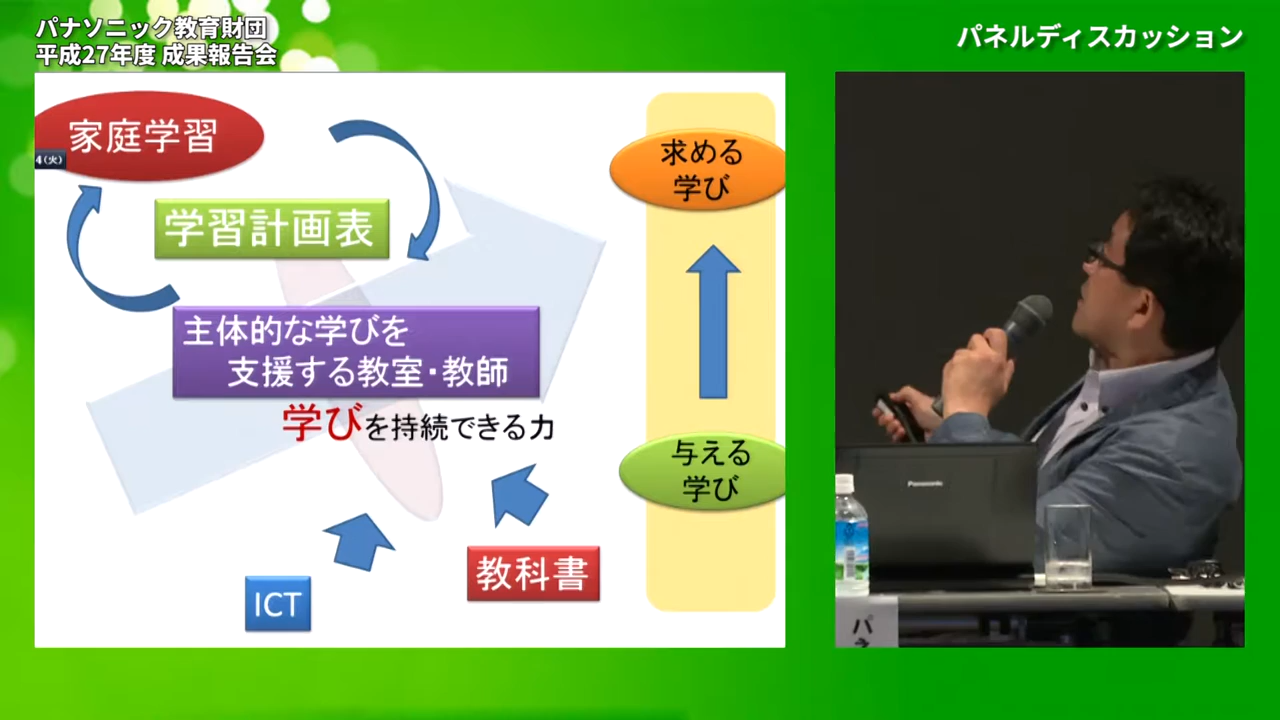 パナソニック教育財団
平成27年度 成果報告会
パネルディスカッション
家庭学習
4(火)
学習計画表
主体的な学びを
支援する教室・教師
学びを持続できる力
ICT
教科書
求める
学び
与える
学び
Panasonic
パ